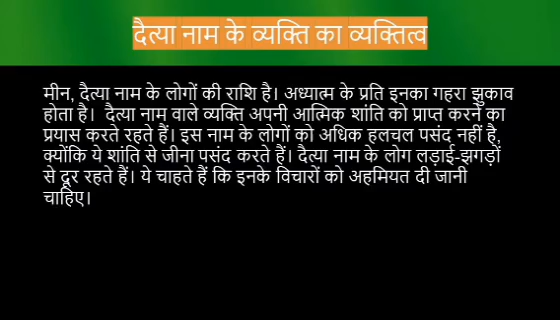 दैत्या नाम के व्यक्ति का व्यक्तित्व
मीन, दैत्या नाम के लोगों की राशि है। अध्यात्म के प्रति इनका गहरा झुकाव
होता है।  दैत्या नाम वाले व्यक्ति अपनी आत्मिक शांति को प्राप्त करने का
प्रयास करते रहते हैं। इस नाम के लोगों को अधिक हलचल पसंद नहीं है,
क्योंकि ये शांति से जीना पसंद करते हैं। दैत्या नाम के लोग लड़ाई-झगड़ों
से दूर रहते हैं। ये चाहते हैं कि इनके विचारों को अहमियत दी जानी
चाहिए।